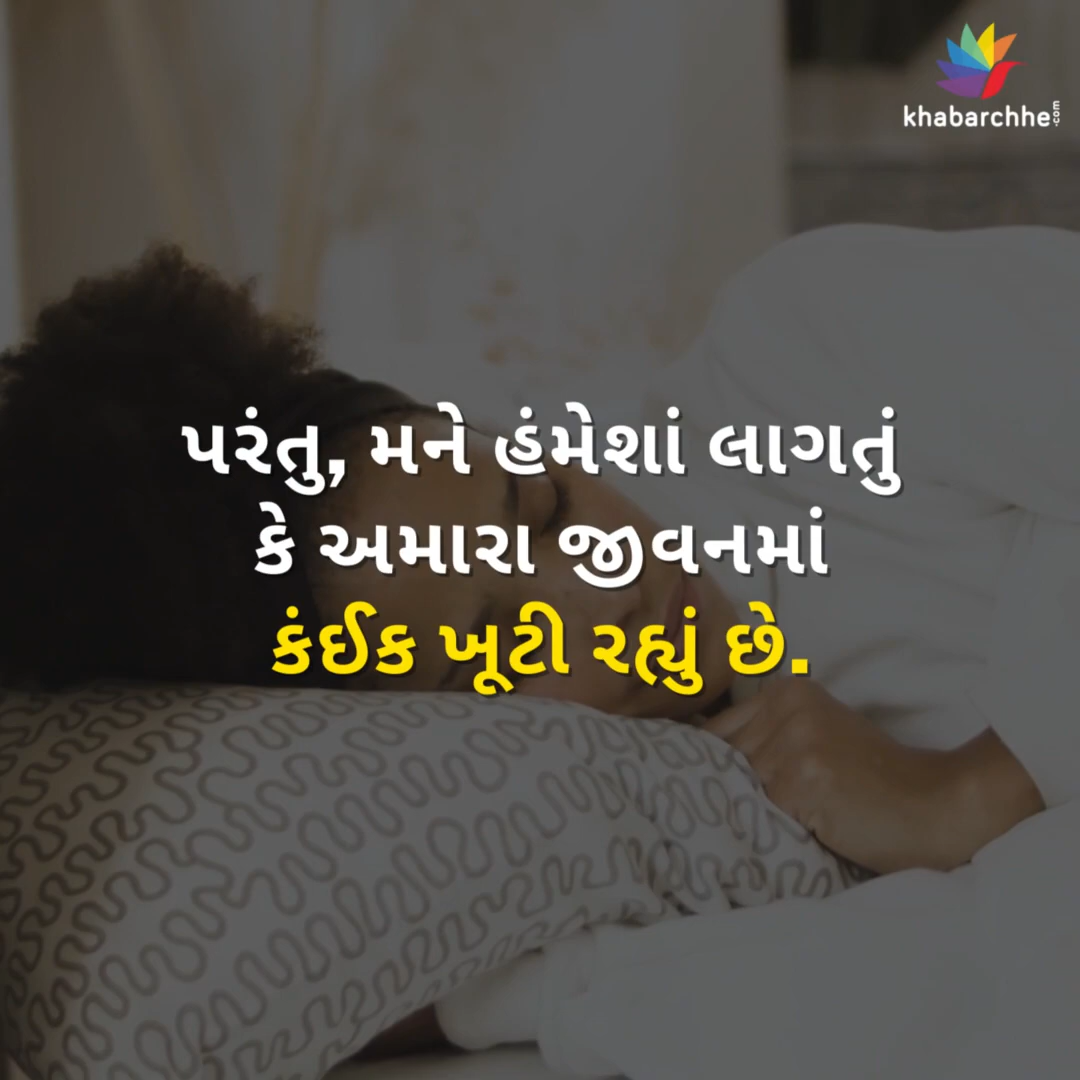 khabarchhe.com
પરંતુ, મને હંમેશાં લાગતું
કે અમારા જીવનમાં
કંઈક ખૂટી રહ્યું છે.